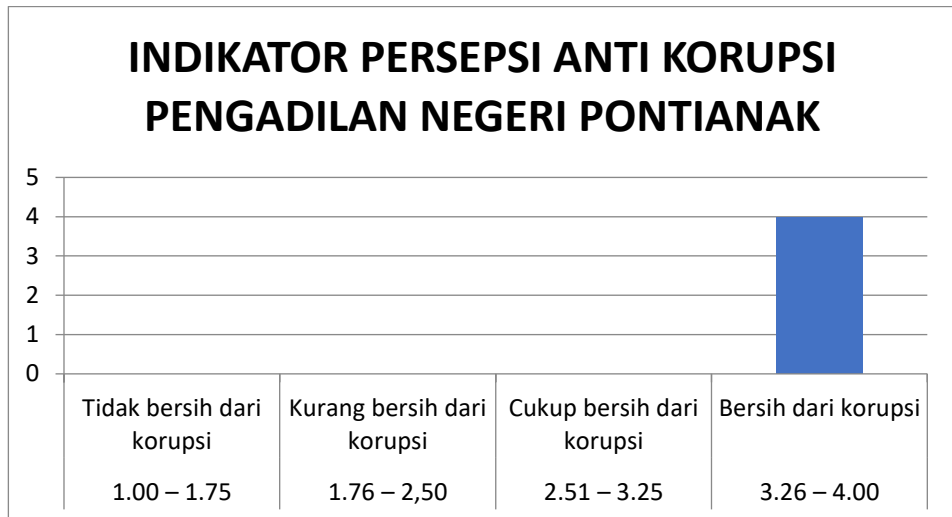 INDIKATOR PERSEPSI ANTI KORUPSI
PENGADILAN NEGERI PONTIANAK
5
4
3
2
1
0
Tidak bersih dari korupsi
Kurang bersih dari korupsi
Cukup bersih dari korupsi
Bersih dari korupsi
1.00 – 1.75
1.76 – 2,50
2.51 – 3.25
3.26 – 4.00